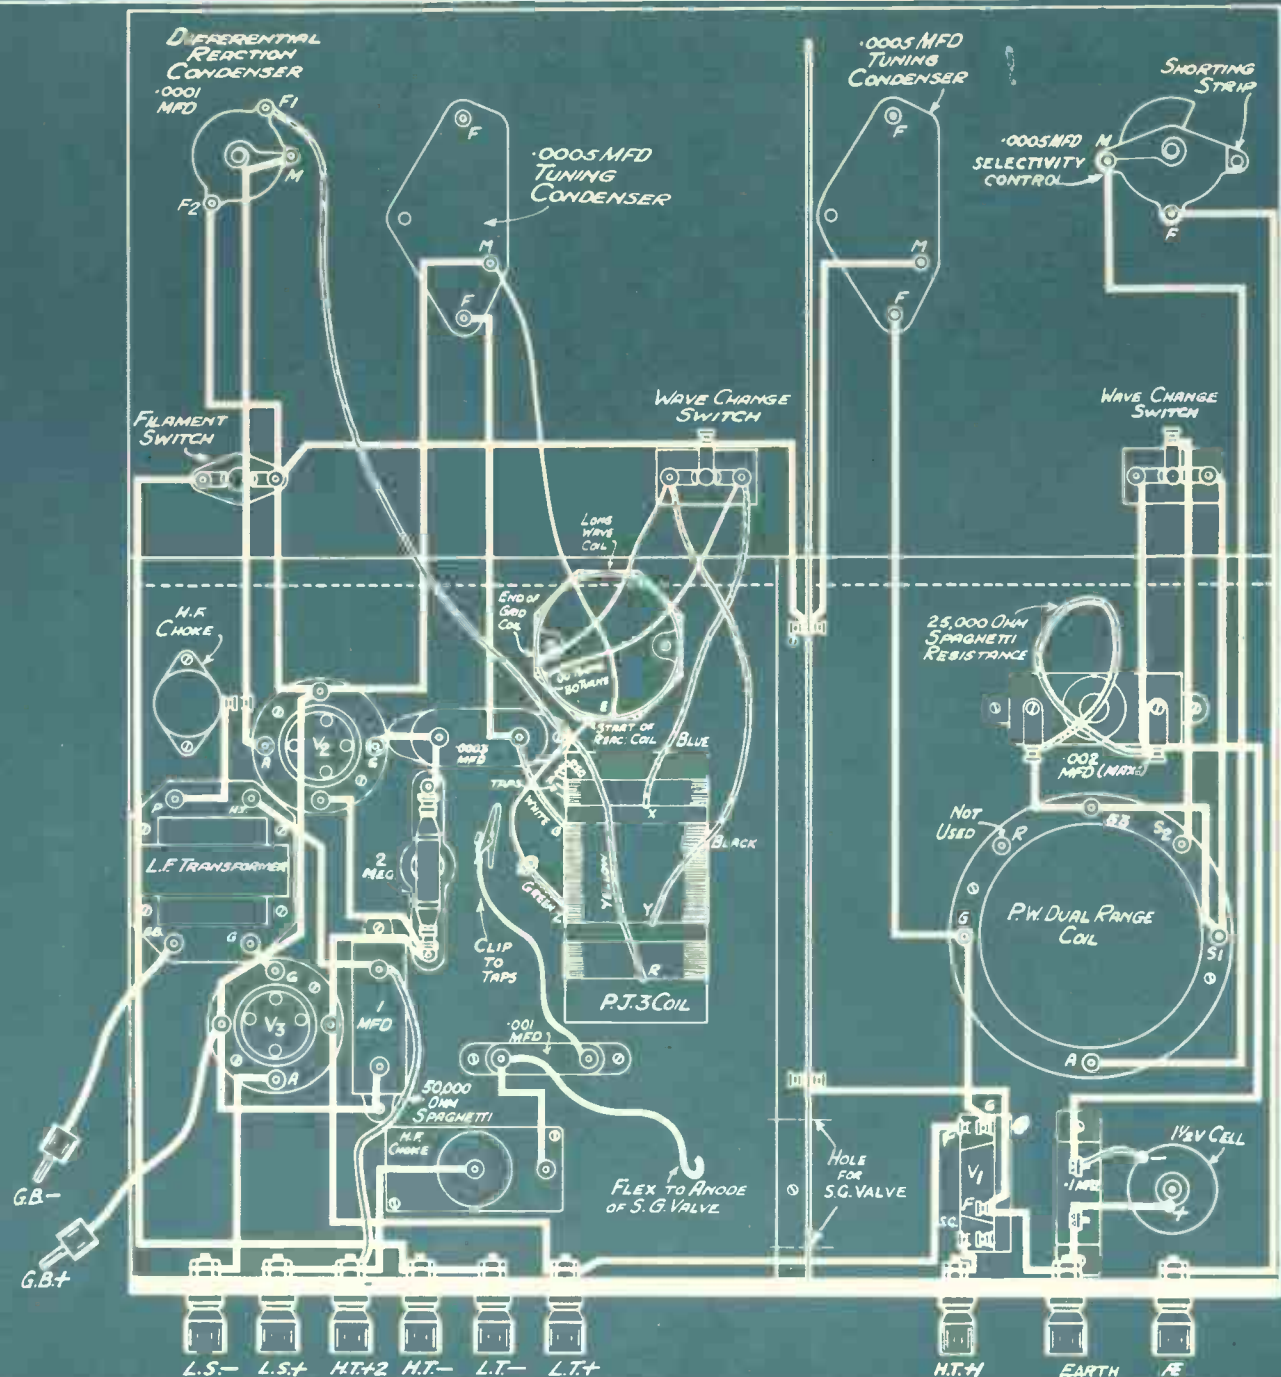 DIFFERENTIAL
REACTION
CONDENSER
.0001
MFD
F1
M
F2
F
.0005 MFD
TUNING
CONDENSER
M
F
.0005 MFD
TUNING
CONDENSER
F
M
F
SHORTING
STRIP
.0005 MFD
SELECTIVITY
CONTROL
M
F
FILAMENT
SWITCH
WAVE CHANGE
SWITCH
WAVE CHANGE
SWITCH
LONG
WAVE
COIL
END OF
GRID
COIL
80 TURNS
E
START OF
REAC. COIL
H.F.
CHOKE
25,000 OHM
SPAGHETTI
RESISTANCE
V2
A
G
.0003
MFD
BLUE
.002
MFD (MAX)
P
H.T.
TAPS
WHITE
X
NOT
USED
R
S2
L.F. TRANSFORMER
2
MEG.
BLACK
YELLOW
GREEN
Z
Y
P.W. DUAL RANGE
COIL
G
S1
G.B.
G
CLIP
TO
TAPS
R
P.J.3 COIL
G
V3
A
1
MFD
.001
MFD
A
50,000
OHM
SPAGHETTI
H.F.
CHOKE
FLEX TO ANODE
OF S.G. VALVE
HOLE
FOR
S.G. VALVE
G
F
V1
F
S.G.
.1 MFD
1½V CELL
-
+
G.B.-
G.B.+
L.S.- L.S.+ H.T.+2 H.T.- L.T.- L.T.+ H.T.+1 EARTH Æ